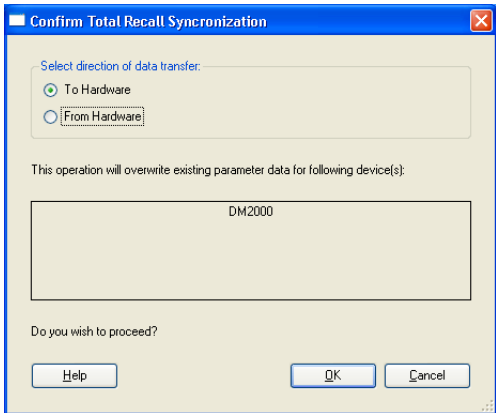 Confirm Total Recall Syncronization
Select direction of data transfer:
To Hardware
From Hardware
This operation will overwrite existing parameter data for following device(s):
DM2000
Do you wish to proceed?
Help OK Cancel